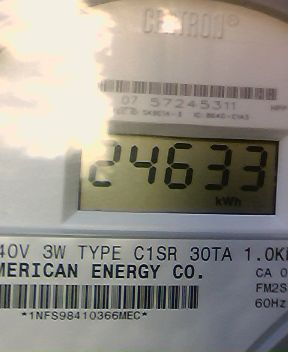 CENTRON®
07 57245311
24633
kWh
40V 3W TYPE C1SR 30TA 1.0K
MERICAN ENERGY CO.
CA 0
FM2S
60Hz
*1NFS98410366MEC*